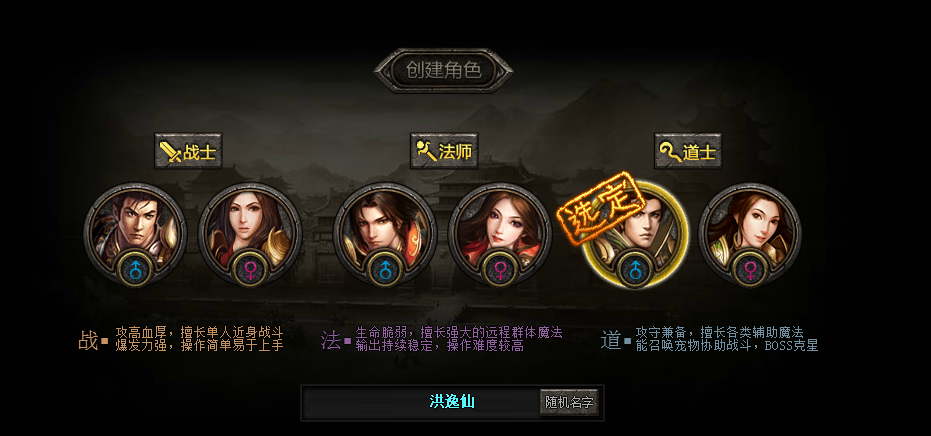 创建角色
战士
法师
道士
选定
♂
♀
♂
♀
♂
♀
战
攻高血厚，擅长单人近身战斗
爆发力强，操作简单易于上手
法
生命脆弱，擅长强大的远程群体魔法
输出持续稳定，操作难度较高
道
攻守兼备，擅长各类辅助魔法
能召唤宠物协助战斗，BOSS克星
洪逸仙
随机名字